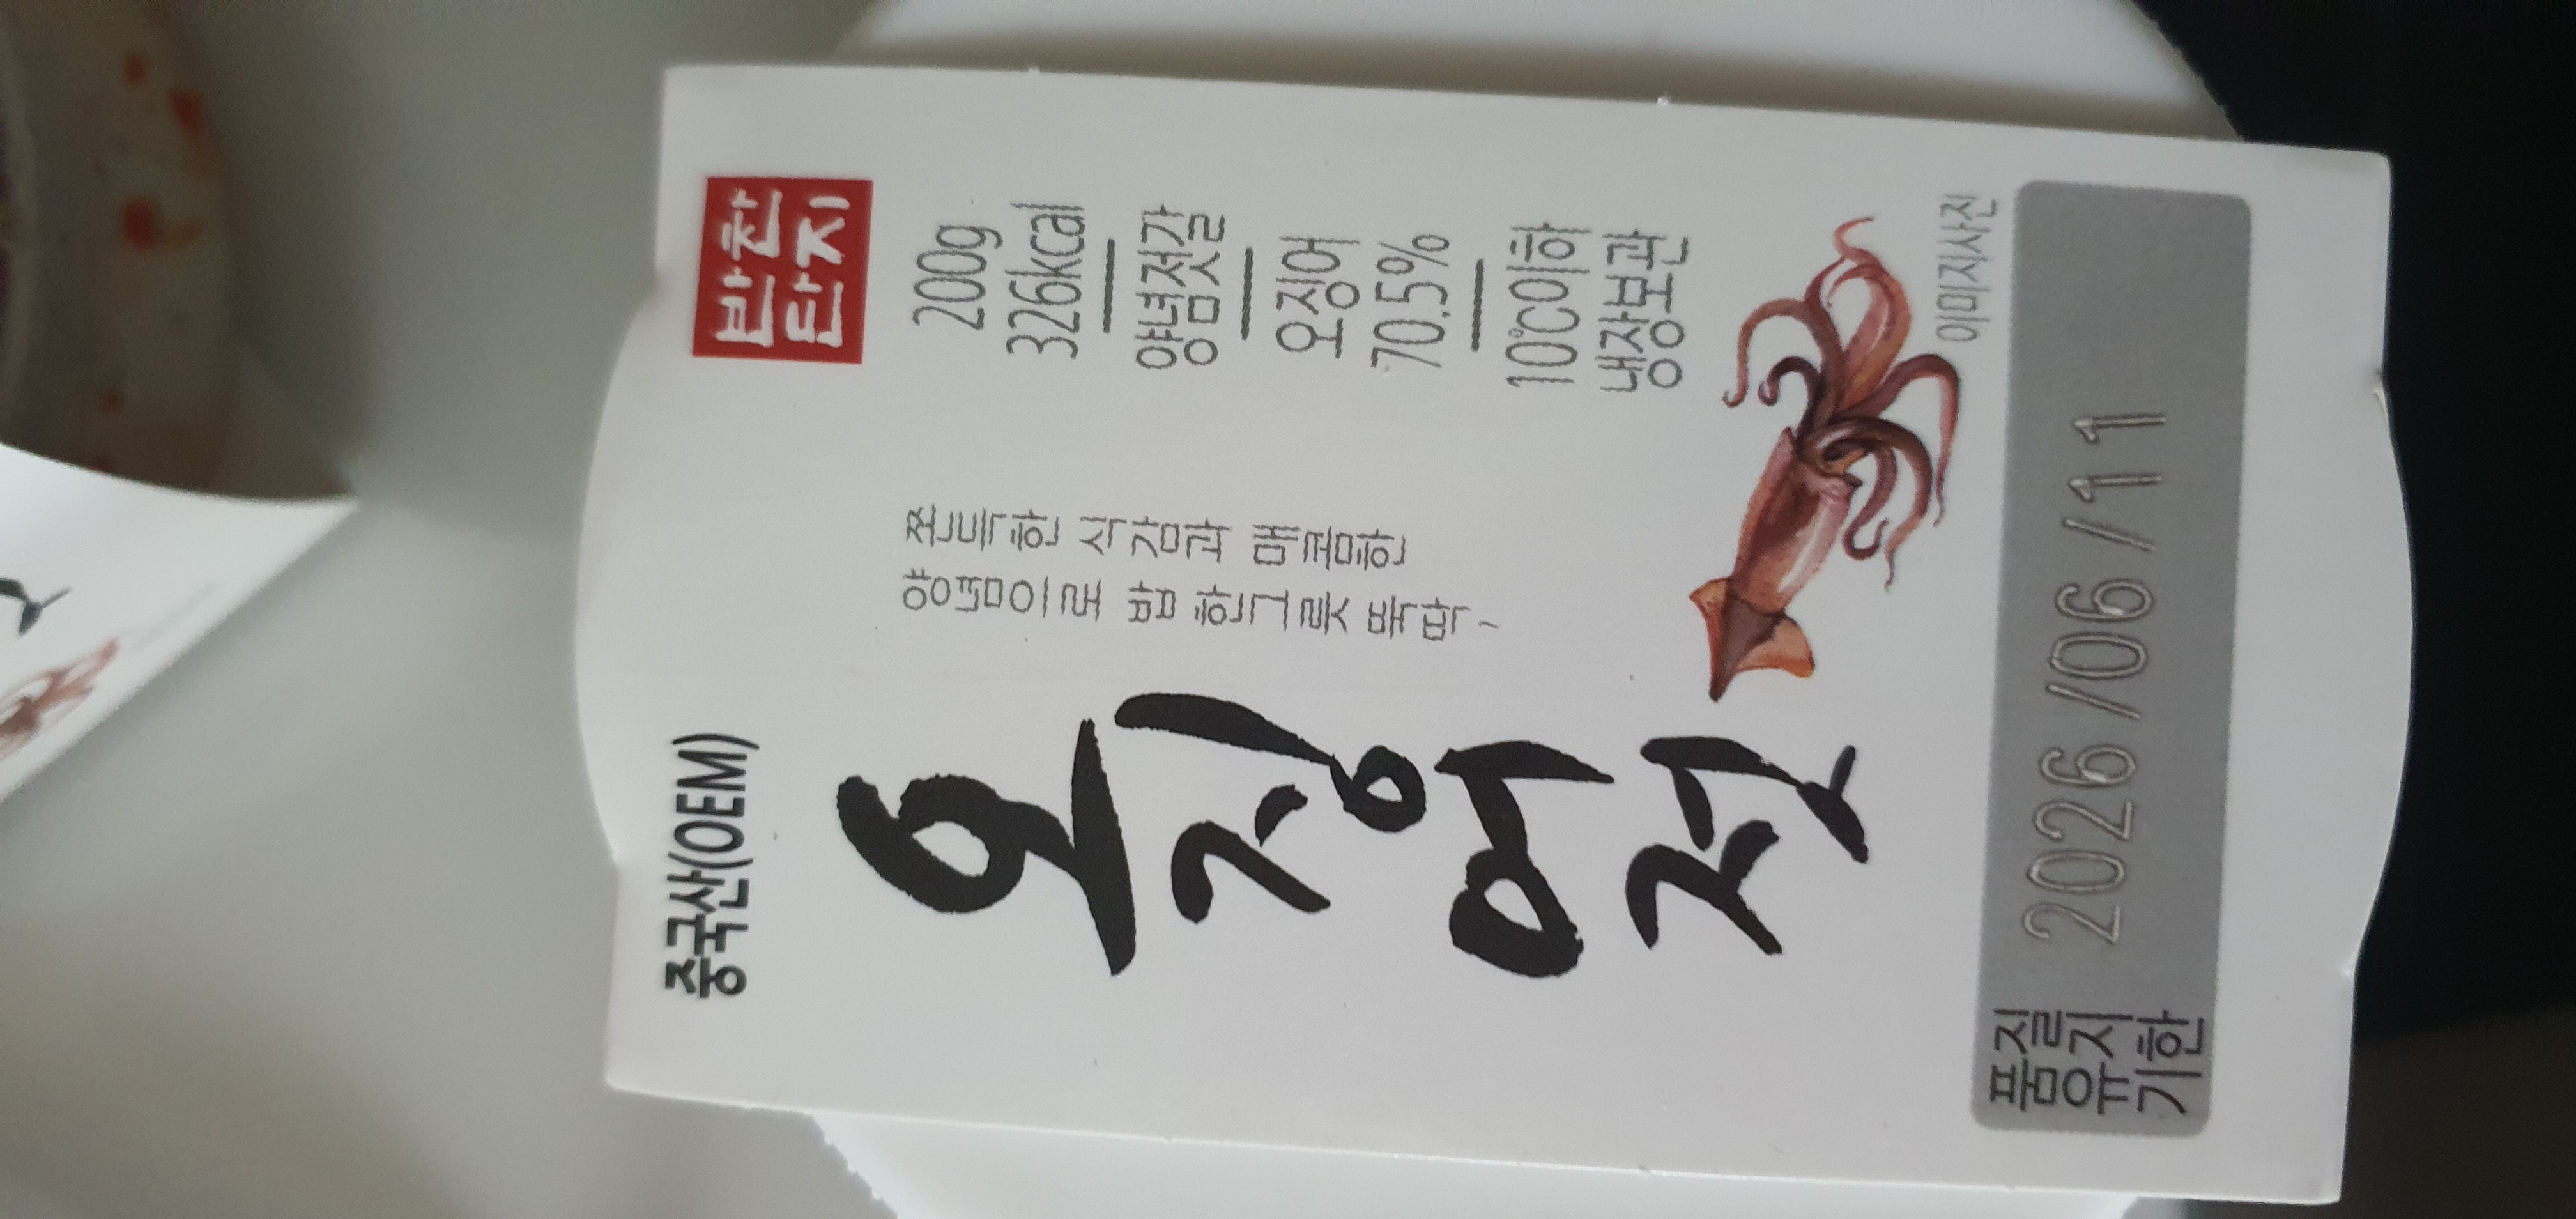 중국산(OEM)
반찬
단지
오징어젓
쫀득한 식감과 매콤한
양념이로 밥 한그릇 뚝딱~
200g
326kcal
양념젓갈
오징어
70.5%
10℃이하
냉장보관
이미지사진
품질
유지
기한
2026/06/11